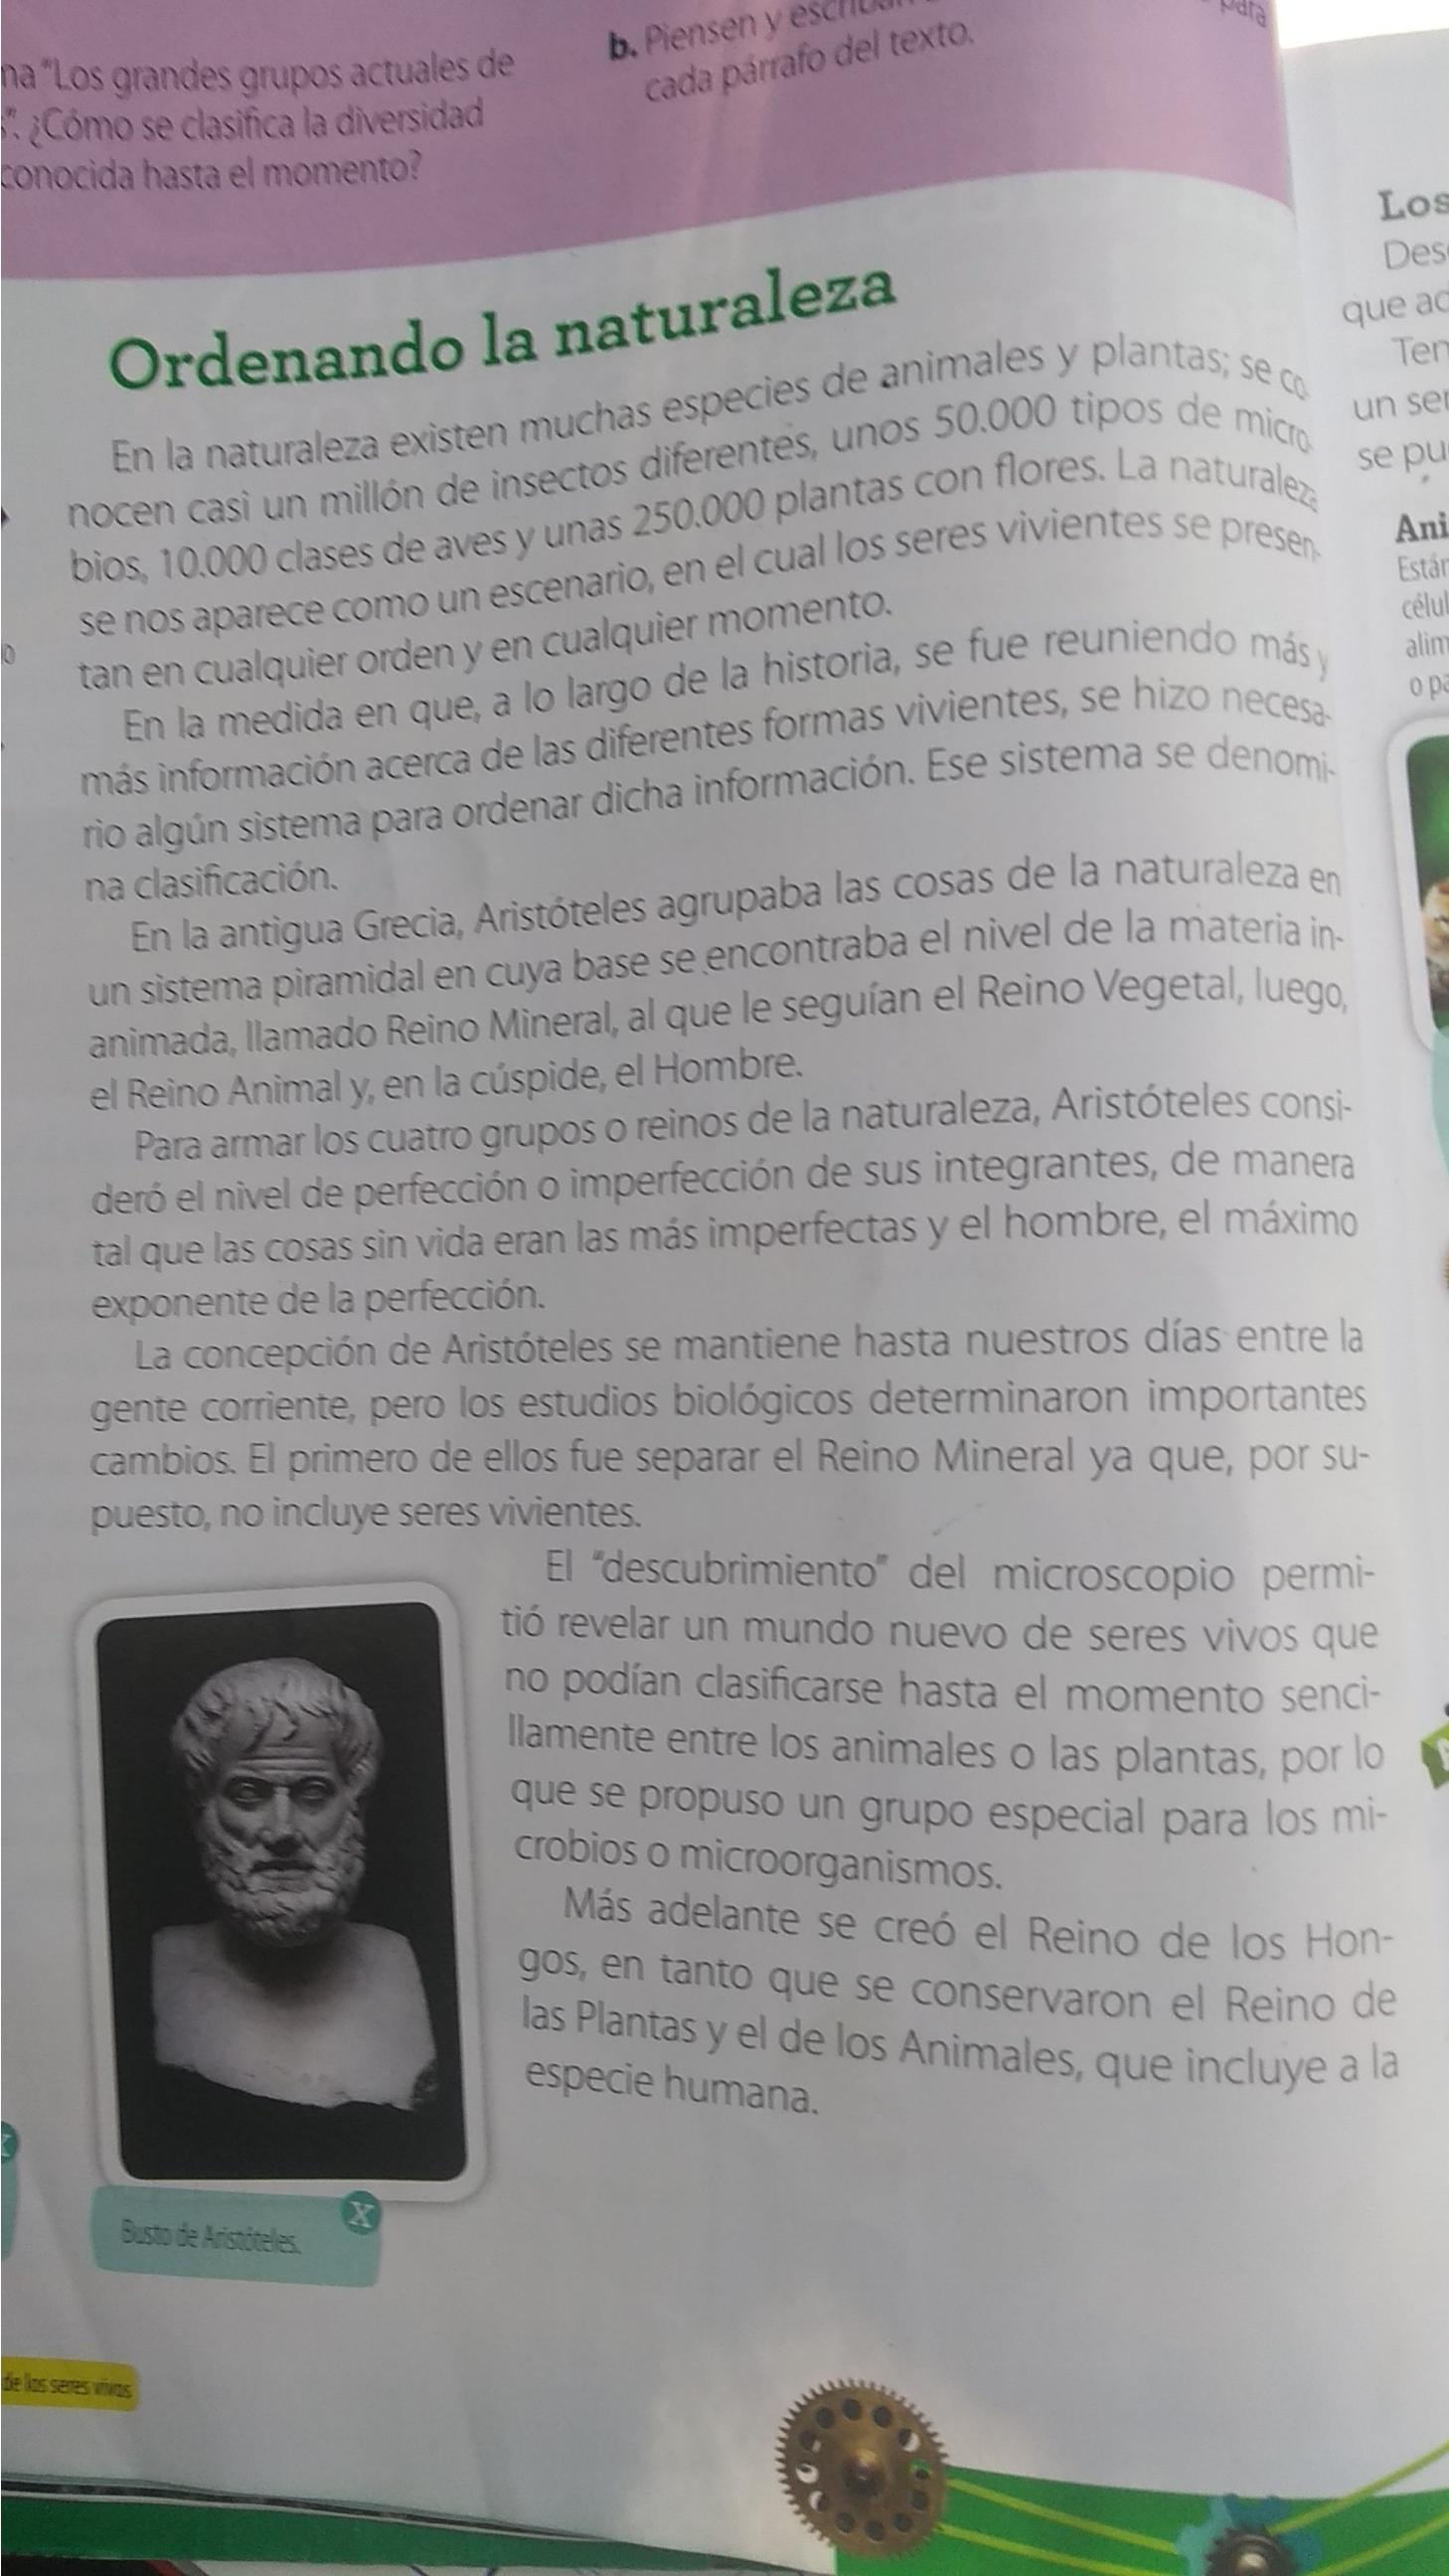 na "Los grandes grupos actuales de
". ¿Cómo se clasifica la diversidad
conocida hasta el momento?
b. Piensen y
cada párrafo del texto.
para
Ordenando la naturaleza
En la naturaleza existen muchas especies de animales y plantas; se co-
nocen casi un millón de insectos diferentes, unos 50.000 tipos de micro-
bios, 10.000 clases de aves y unas 250.000 plantas con flores. La naturaleza
se nos aparece como un escenario, en el cual los seres vivientes se presen-
tan en cualquier orden y en cualquier momento.
En la medida en que, a lo largo de la historia, se fue reuniendo más y
más información acerca de las diferentes formas vivientes, se hizo necesa-
rio algún sistema para ordenar dicha información. Ese sistema se denomi-
na clasificación.
En la antigua Grecia, Aristóteles agrupaba las cosas de la naturaleza en
un sistema piramidal en cuya base se encontraba el nivel de la materia in-
animada, llamado Reino Mineral, al que le seguían el Reino Vegetal, luego,
el Reino Animal y, en la cúspide, el Hombre.
Para armar los cuatro grupos o reinos de la naturaleza, Aristóteles consi-
deró el nivel de perfección o imperfección de sus integrantes, de manera
tal que las cosas sin vida eran las más imperfectas y el hombre, el máximo
exponente de la perfección.
La concepción de Aristóteles se mantiene hasta nuestros días entre la
gente corriente, pero los estudios biológicos determinaron importantes
cambios. El primero de ellos fue separar el Reino Mineral ya que, por su-
puesto, no incluye seres vivientes.
El "descubrimiento" del microscopio permi-
tió revelar un mundo nuevo de seres vivos que
no podían clasificarse hasta el momento senci-
llamente entre los animales o las plantas, por lo
que se propuso un grupo especial para los mi-
crobios o microorganismos.
Más adelante se creó el Reino de los Hon-
gos, en tanto que se conservaron el Reino de
las Plantas y el de los Animales, que incluye a la
especie humana.
X
Busto de Aristóteles.
de los seres vivos
Los
Des
que ac
Ten
un ser
se pu
Ani
Están
célul
alim
o pa